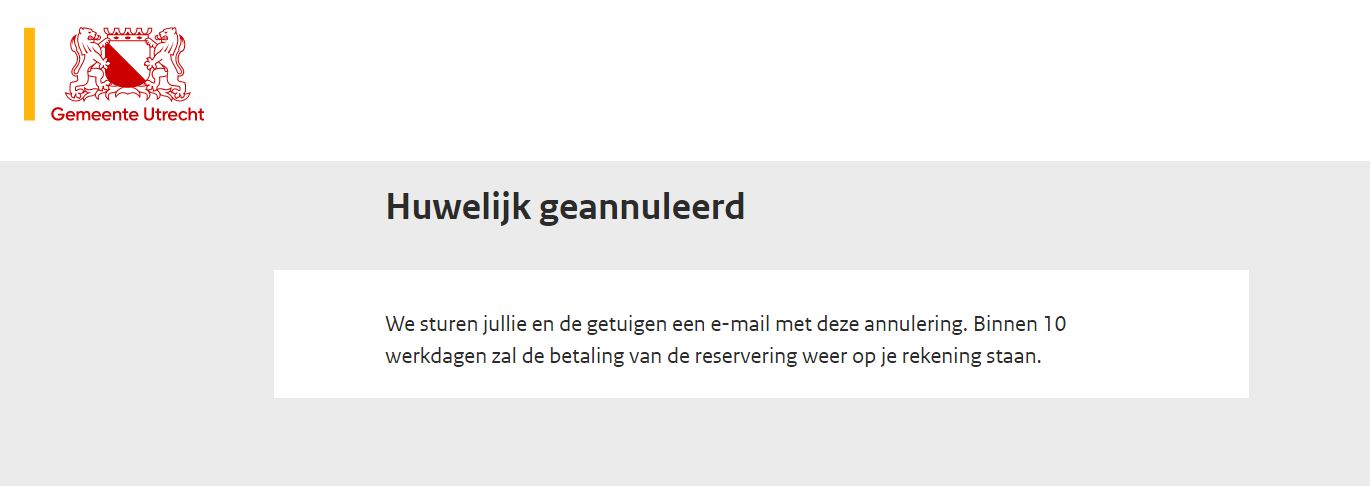 Gemeente Utrecht
Huwelijk geannuleerd
We sturen jullie en de getuigen een e-mail met deze annulering. Binnen 10
werkdagen zal de betaling van de reservering weer op je rekening staan.